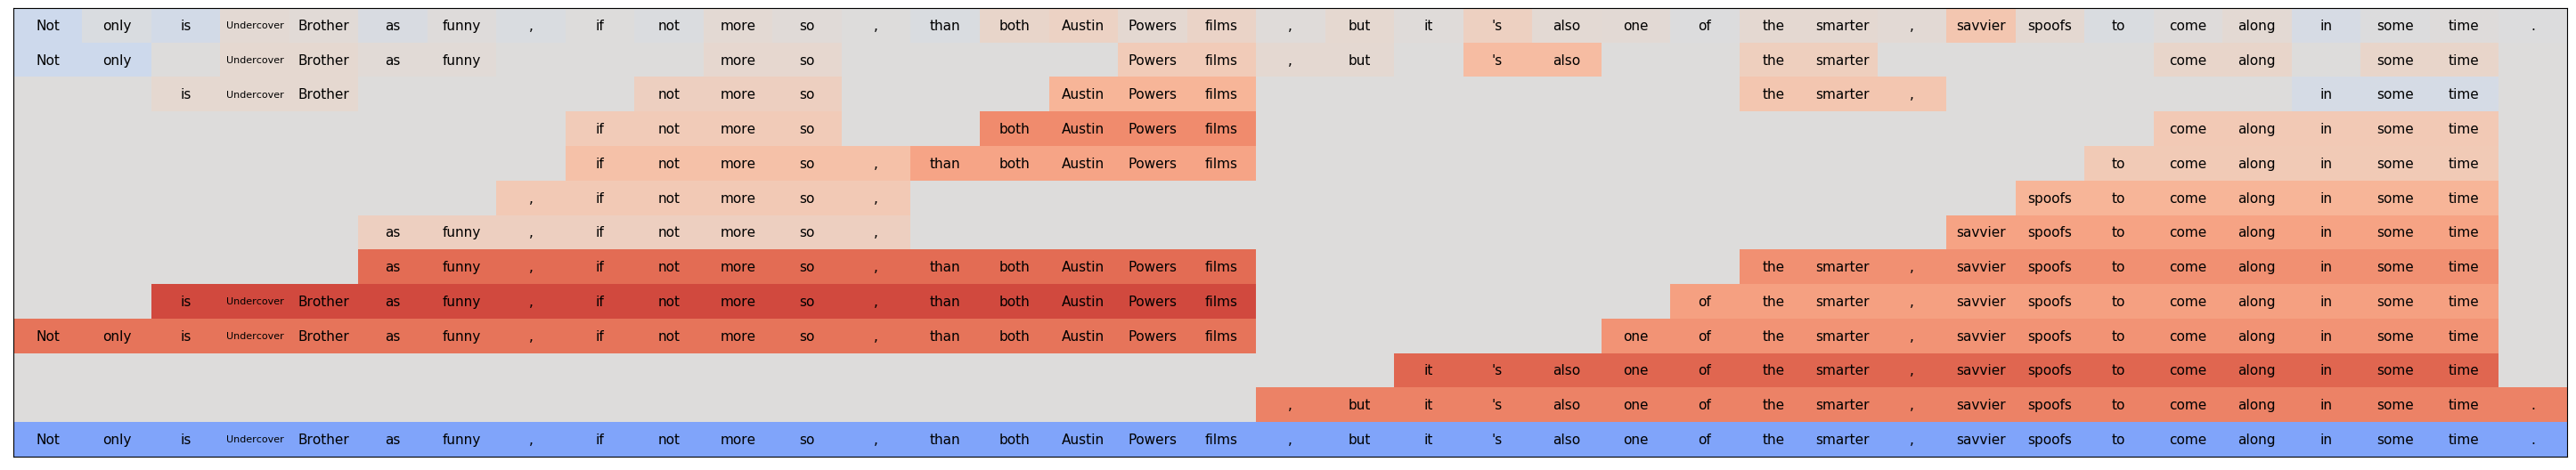 Not only is Undercover Brother as funny , if not more so , than both Austin Powers films , but it 's also one of the smarter , savvier spoofs to come along in some time .
Not only Undercover Brother as funny more so Powers films , but 's also the smarter come along some time
is Undercover Brother not more so Austin Powers films the smarter , in some time
if not more so both Austin Powers films come along in some time
if not more so , than both Austin Powers films to come along in some time
, if not more so , spoofs to come along in some time
as funny , if not more so , savvier spoofs to come along in some time
as funny , if not more so , than both Austin Powers films the smarter , savvier spoofs to come along in some time
is Undercover Brother as funny , if not more so , than both Austin Powers films of the smarter , savvier spoofs to come along in some time
Not only is Undercover Brother as funny , if not more so , than both Austin Powers films one of the smarter , savvier spoofs to come along in some time
it 's also one of the smarter , savvier spoofs to come along in some time
, but it 's also one of the smarter , savvier spoofs to come along in some time .
Not only is Undercover Brother as funny , if not more so , than both Austin Powers films , but it 's also one of the smarter , savvier spoofs to come along in some time .